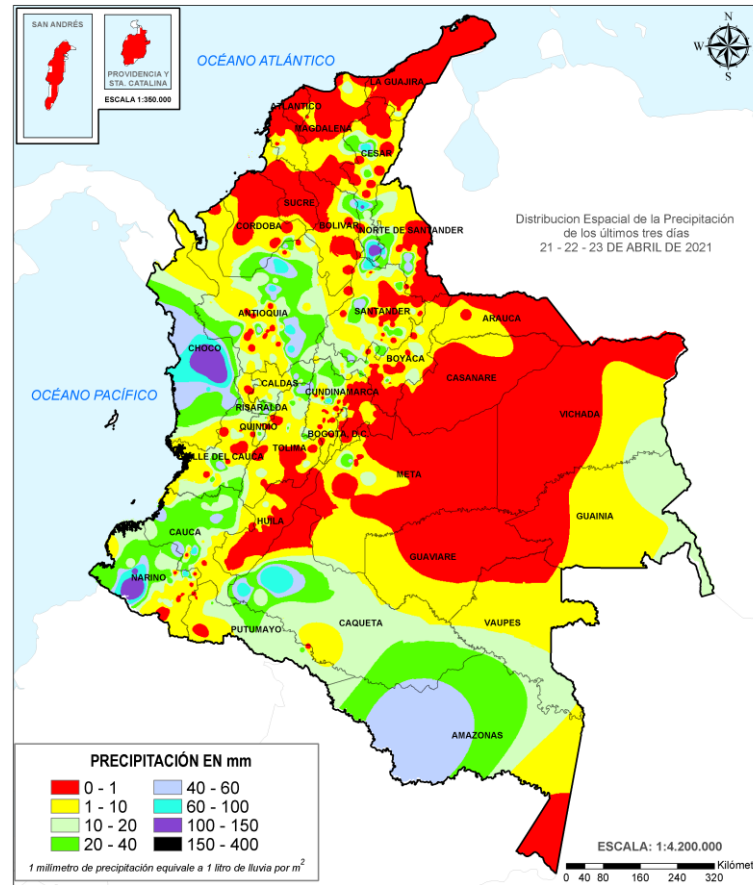 SAN ANDRÉS
PROVIDENCIA Y
STA. CATALINA
ESCALA 1:350.000
OCÉANO ATLÁNTICO
N
W
E
S
LA GUAJIRA
ATLANTICO
MAGDALENA
CESAR
SUCRE
CORDOBA
BOLIVAR
NORTE DE SANTANDER
Distribucion Espacial de la Precipitación
de los últimos tres días
21 - 22 - 23 DE ABRIL DE 2021
ANTIOQUIA
SANTANDER
ARAUCA
CHOCO
BOYACA
CASANARE
OCÉANO PACÍFICO
CALDAS
CUNDINAMARCA
RISARALDA
VICHADA
QUINDIO
BOGOTA, D.C.
TOLIMA
VALLE DEL CAUCA
META
GUAINIA
CAUCA
HUILA
GUAVIARE
NARINO
CAQUETA
VAUPES
PUTUMAYO
AMAZONAS
PRECIPITACIÓN EN mm
0 - 1
40 - 60
1 - 10
60 - 100
10 - 20
100 - 150
20 - 40
150 - 400
1 milímetro de precipitación equivale a 1 litro de lluvia por m²
ESCALA: 1:4.200.000
Kilómet
0 40 80 160 240 320